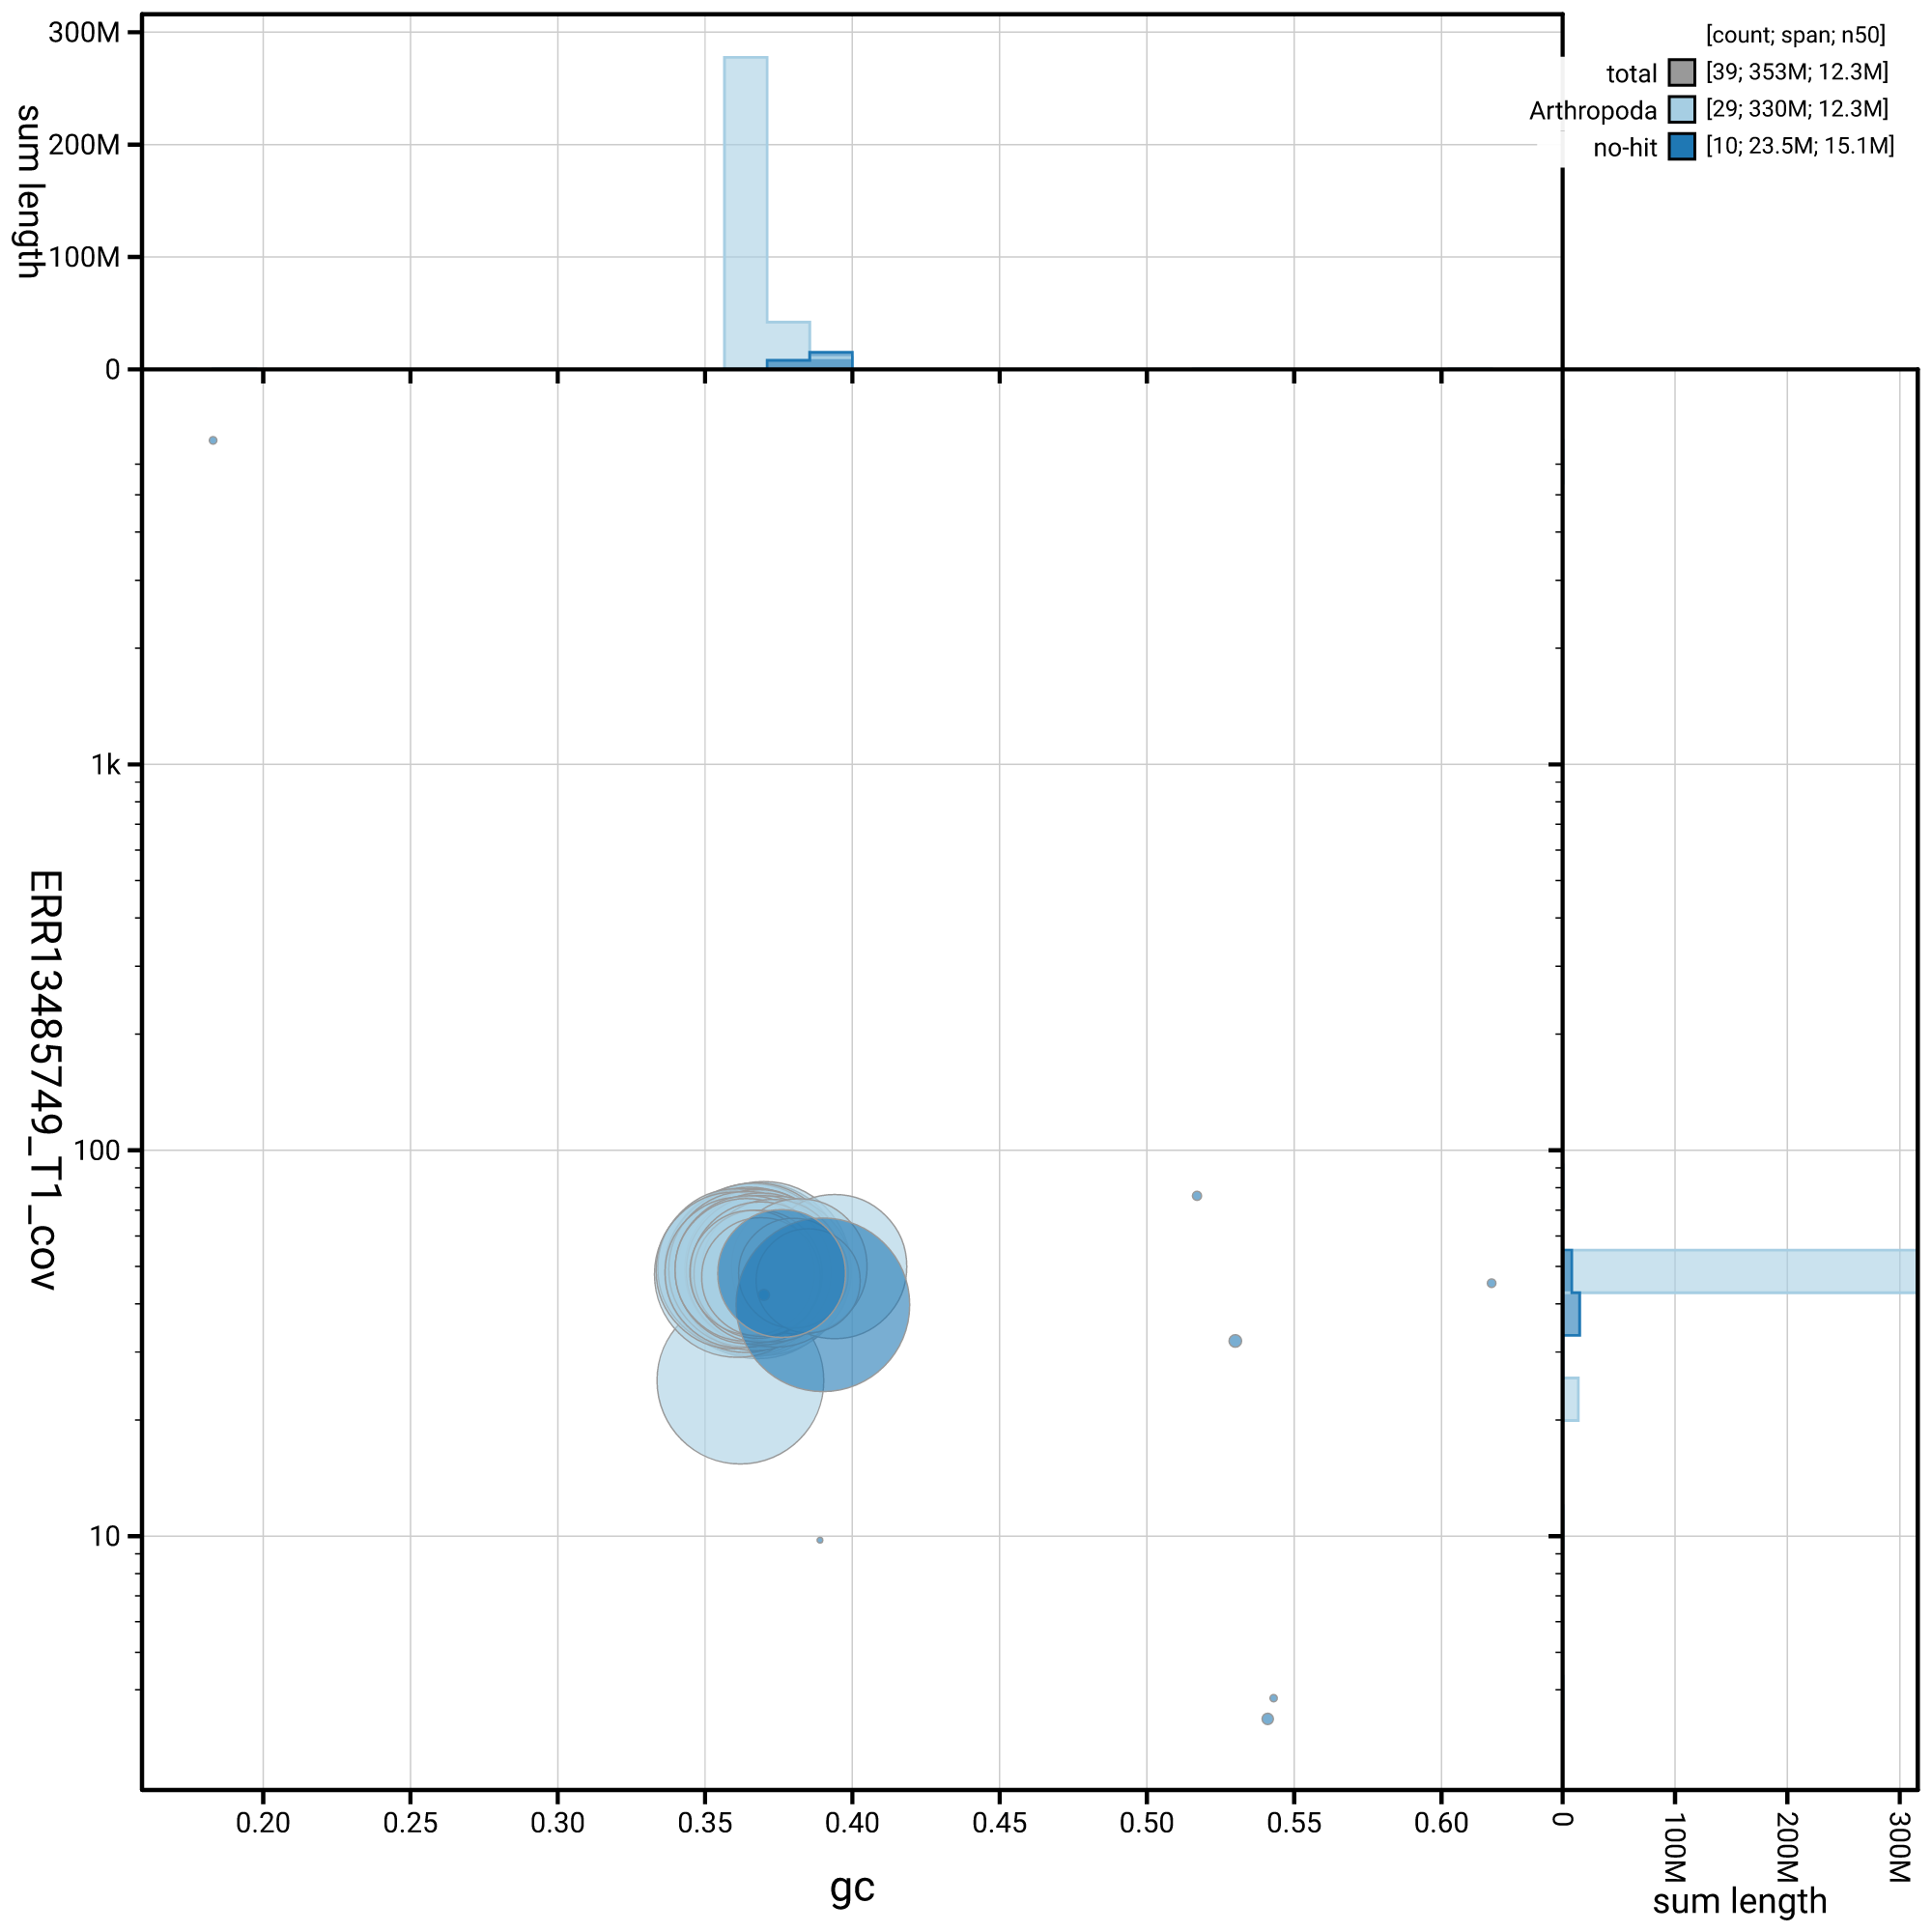 300M
200M
100M
0
sum length
[count; span; n50]
total [39; 353M; 12.3M]
Arthropoda [29; 330M; 12.3M]
no-hit [10; 23.5M; 15.1M]
1k
100
10
ERR13485749_T1_cov
0.20 0.25 0.30 0.35 0.40 0.45 0.50 0.55 0.60
gc
0 100M 200M 300M
sum length